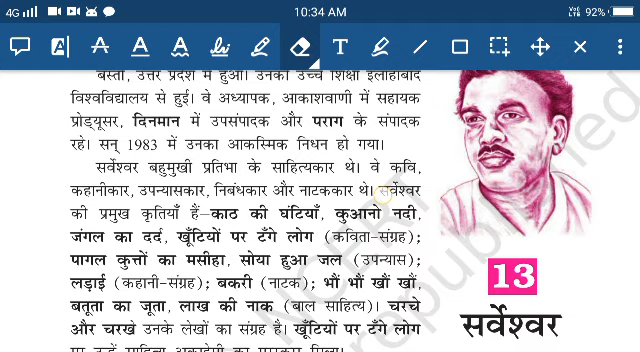 4G 10:34 AM VoLTE 92%
A A A A T
बस्ती, उत्तर प्रदेश में हुआ। उनकी उच्च शिक्षा इलाहाबाद
विश्वविद्यालय से हुई। वे अध्यापक, आकाशवाणी में सहायक
प्रोड्यूसर, दिनमान में उपसंपादक और पराग के संपादक
रहे। सन् 1983 में उनका आकस्मिक निधन हो गया।
सर्वेश्वर बहुमुखी प्रतिभा के साहित्यकार थे। वे कवि,
कहानीकार, उपन्यासकार, निबंधकार और नाटककार थे। सर्वेश्वर
की प्रमुख कृतियाँ हैं–काठ की घंटियाँ, कुआनो नदी,
जंगल का दर्द, खूँटियों पर टँगे लोग (कविता-संग्रह);
पागल कुत्तों का मसीहा, सोया हुआ जल (उपन्यास);
लड़ाई (कहानी-संग्रह); बकरी (नाटक); भौं भौं खौं खौं,
बतूता का जूता, लाख की नाक (बाल साहित्य)। चरचे
और चरखे उनके लेखों का संग्रह है। खूँटियों पर टँगे लोग
13
सर्वेश्वर